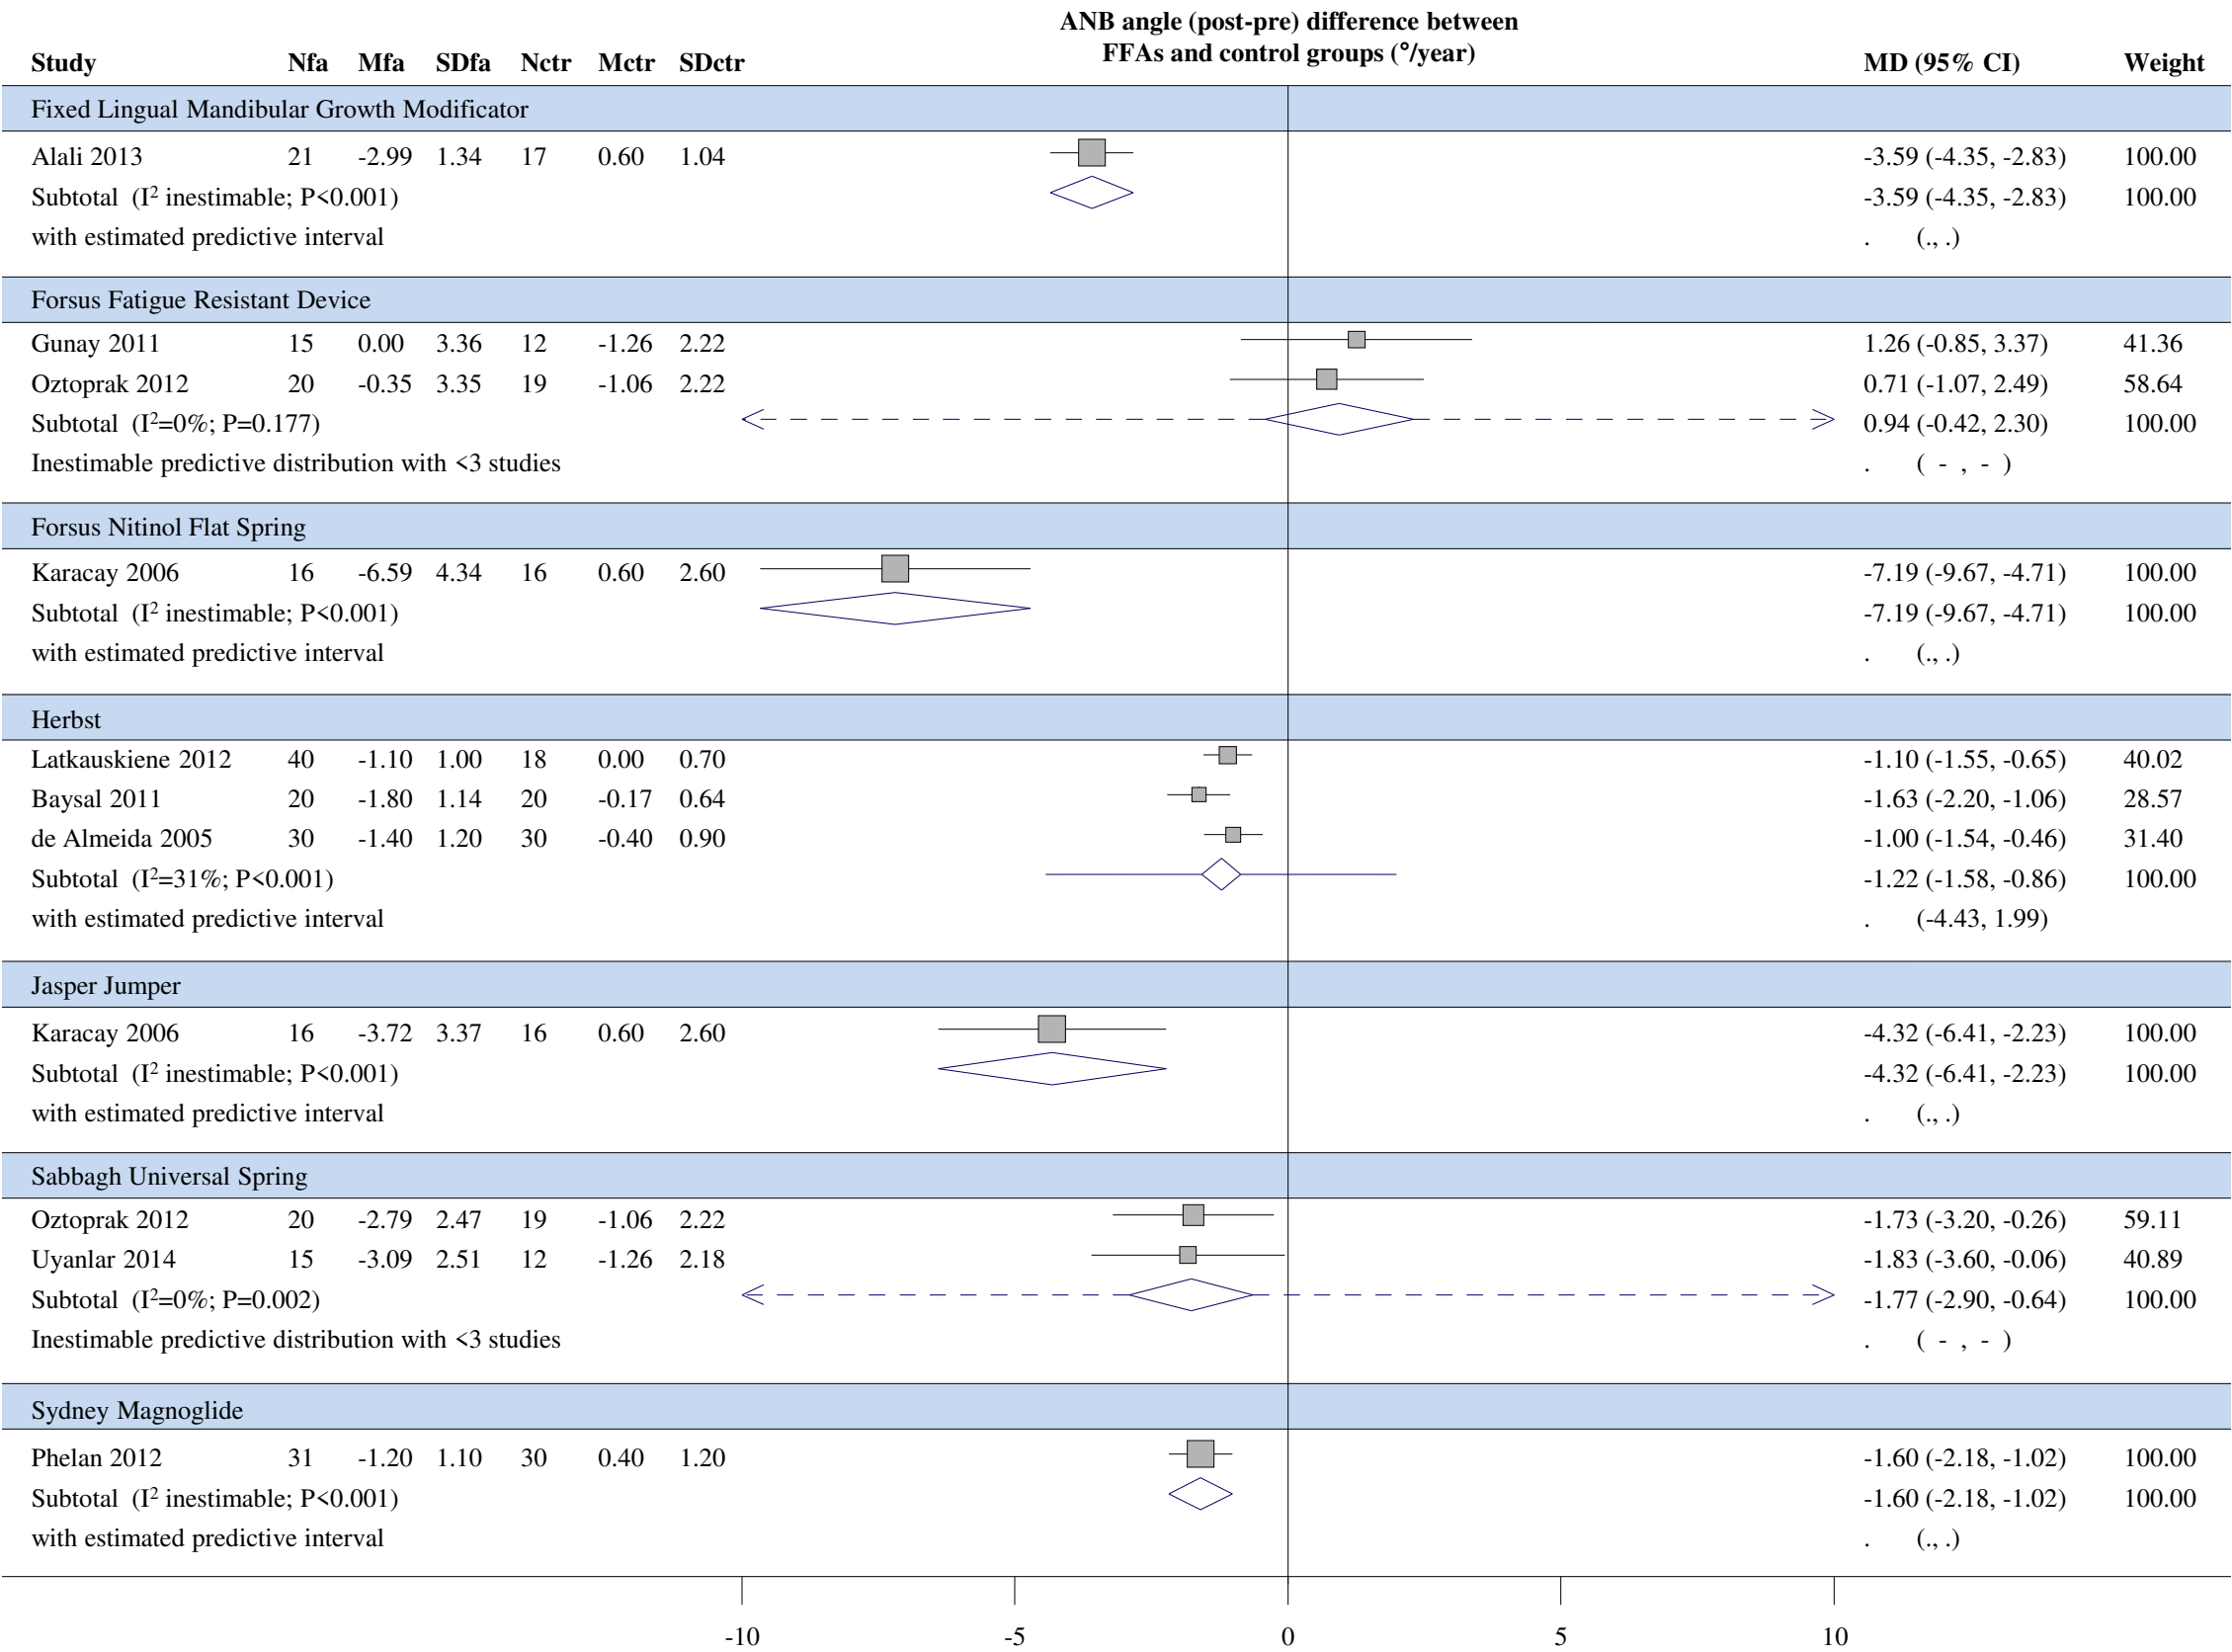 ANB angle (post-pre) difference between
FFAs and control groups (°/year)
Study Nfa Mfa SDfa Nctr Mctr SDctr MD (95% CI) Weight
Fixed Lingual Mandibular Growth Modificator
Alali 2013 21 -2.99 1.34 17 0.60 1.04 -3.59 (-4.35, -2.83) 100.00
Subtotal (I² inestimable; P<0.001) -3.59 (-4.35, -2.83) 100.00
with estimated predictive interval . (., .)
Forsus Fatigue Resistant Device
Gunay 2011 15 0.00 3.36 12 -1.26 2.22 1.26 (-0.85, 3.37) 41.36
Oztoprak 2012 20 -0.35 3.35 19 -1.06 2.22 0.71 (-1.07, 2.49) 58.64
Subtotal (I²=0%; P=0.177) 0.94 (-0.42, 2.30) 100.00
Inestimable predictive distribution with <3 studies . ( - , - )
Forsus Nitinol Flat Spring
Karacay 2006 16 -6.59 4.34 16 0.60 2.60 -7.19 (-9.67, -4.71) 100.00
Subtotal (I² inestimable; P<0.001) -7.19 (-9.67, -4.71) 100.00
with estimated predictive interval . (., .)
Herbst
Latkauskiene 2012 40 -1.10 1.00 18 0.00 0.70 -1.10 (-1.55, -0.65) 40.02
Baysal 2011 20 -1.80 1.14 20 -0.17 0.64 -1.63 (-2.20, -1.06) 28.57
de Almeida 2005 30 -1.40 1.20 30 -0.40 0.90 -1.00 (-1.54, -0.46) 31.40
Subtotal (I²=31%; P<0.001) -1.22 (-1.58, -0.86) 100.00
with estimated predictive interval . (-4.43, 1.99)
Jasper Jumper
Karacay 2006 16 -3.72 3.37 16 0.60 2.60 -4.32 (-6.41, -2.23) 100.00
Subtotal (I² inestimable; P<0.001) -4.32 (-6.41, -2.23) 100.00
with estimated predictive interval . (., .)
Sabbagh Universal Spring
Oztoprak 2012 20 -2.79 2.47 19 -1.06 2.22 -1.73 (-3.20, -0.26) 59.11
Uyanlar 2014 15 -3.09 2.51 12 -1.26 2.18 -1.83 (-3.60, -0.06) 40.89
Subtotal (I²=0%; P=0.002) -1.77 (-2.90, -0.64) 100.00
Inestimable predictive distribution with <3 studies . ( - , - )
Sydney Magnoglide
Phelan 2012 31 -1.20 1.10 30 0.40 1.20 -1.60 (-2.18, -1.02) 100.00
Subtotal (I² inestimable; P<0.001) -1.60 (-2.18, -1.02) 100.00
with estimated predictive interval . (., .)
-10 -5 0 5 10